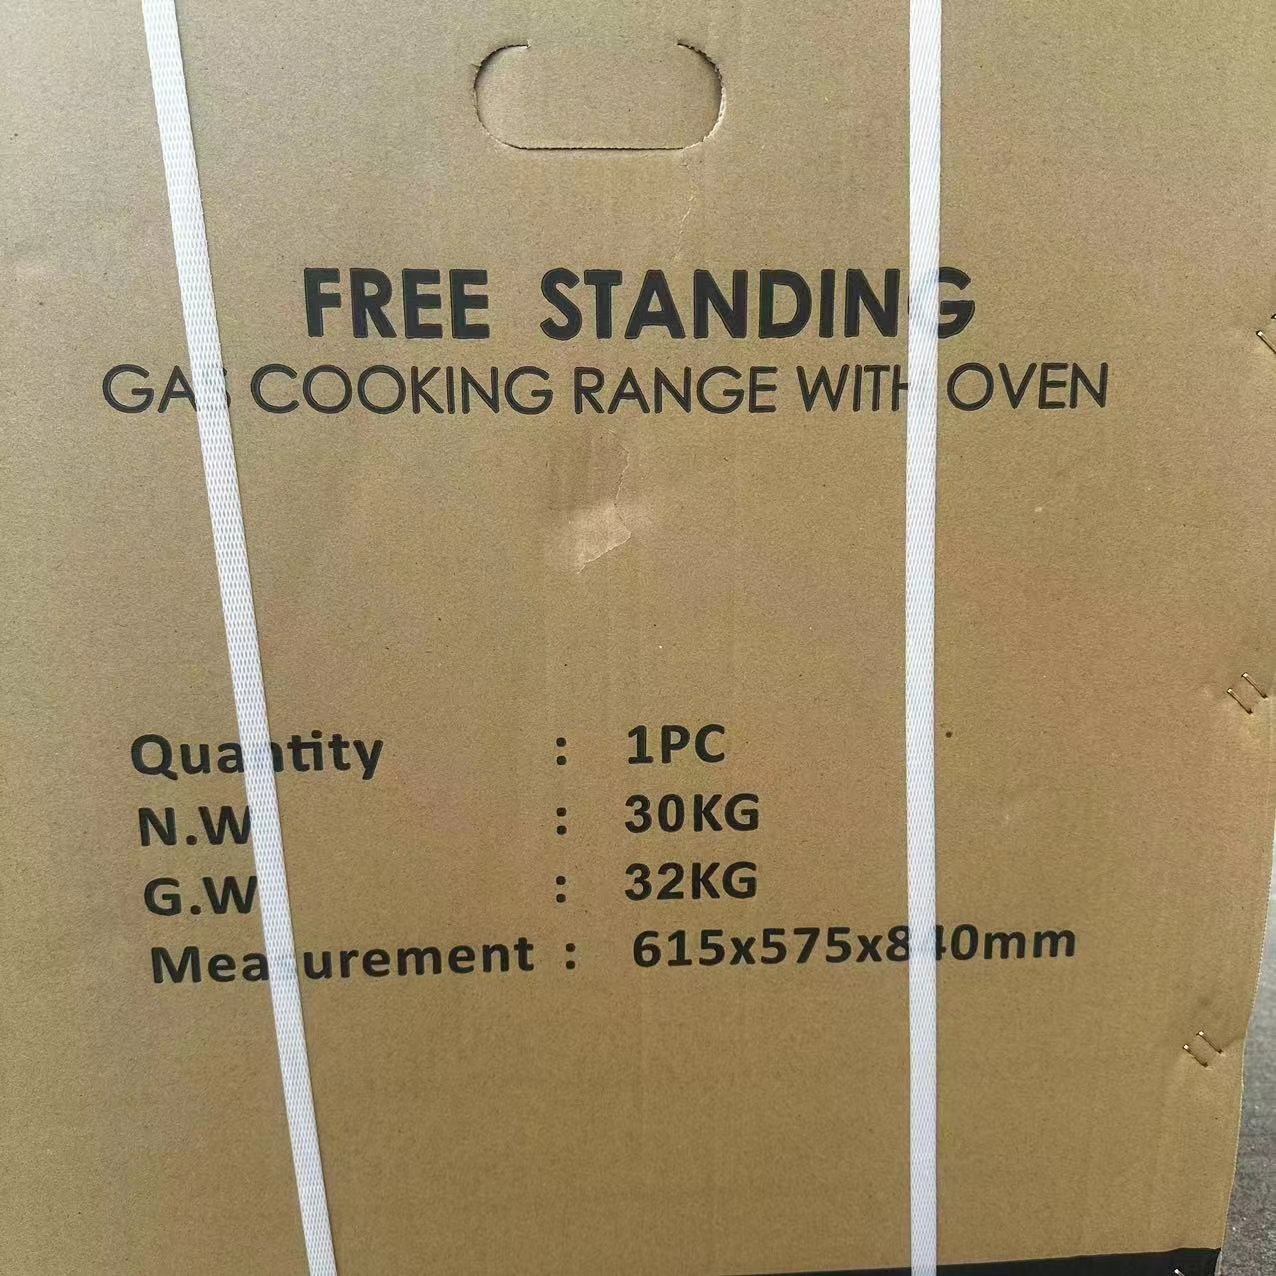 FREE STANDING
GAS COOKING RANGE WITH OVEN
Quantity : 1PC
N.W : 30KG
G.W : 32KG
Measurement : 615x575x840mm